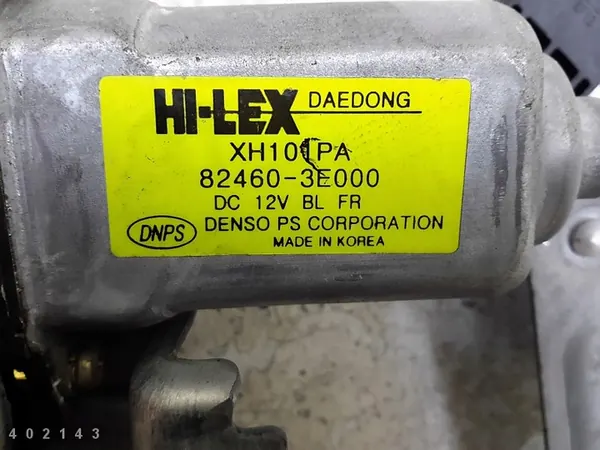 HI-LEX DAEDONG
XH101PA
82460-3E000
DC 12V BL FR
DNPS DENSO PS CORPORATION
MADE IN KOREA
402143